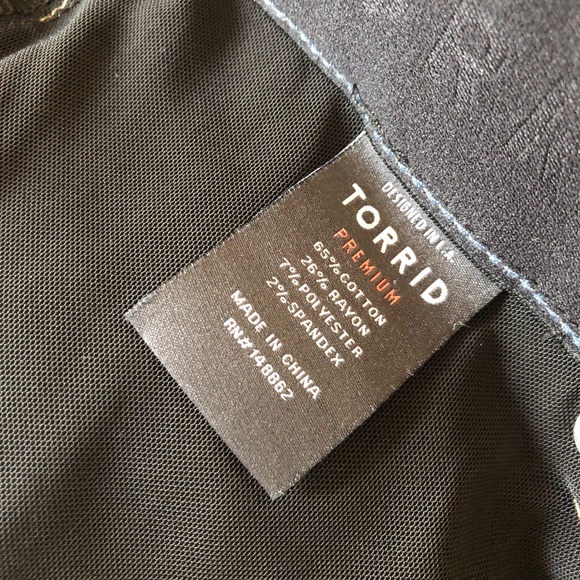 DESIGNED IN L.A.
TORRID
PREMIUM
65% COTTON
26% RAYON
7% POLYESTER
2% SPANDEX
MADE IN CHINA
RN#148862